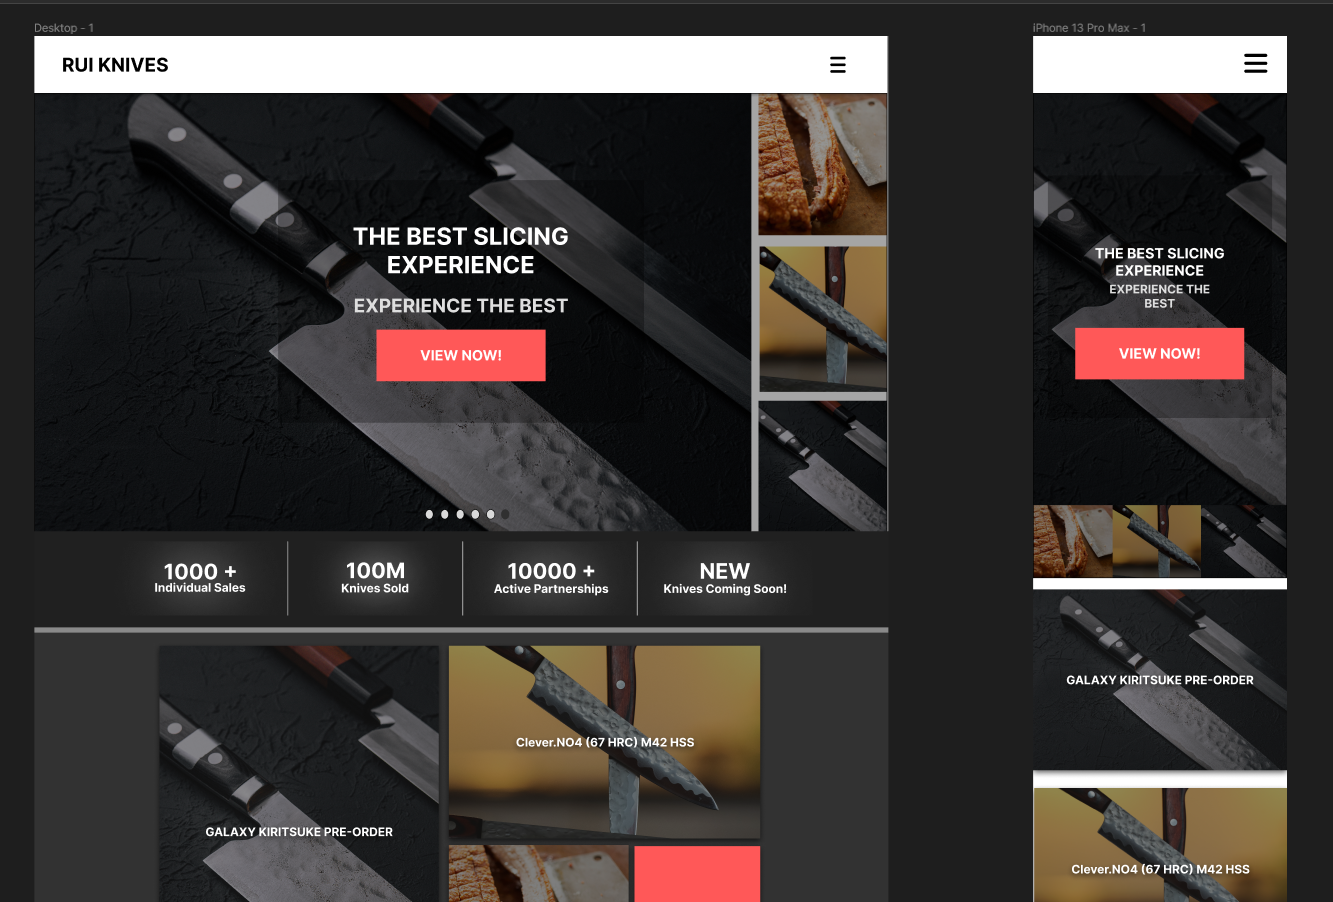 Desktop - 1
RUI KNIVES
THE BEST SLICING
EXPERIENCE
EXPERIENCE THE BEST
VIEW NOW!
1000 +
Individual Sales
100M
Knives Sold
10000 +
Active Partnerships
NEW
Knives Coming Soon!
GALAXY KIRITSUKE PRE-ORDER
Clever.NO4 (67 HRC) M42 HSS
iPhone 13 Pro Max - 1
THE BEST SLICING
EXPERIENCE
EXPERIENCE THE
BEST
VIEW NOW!
GALAXY KIRITSUKE PRE-ORDER
Clever.NO4 (67 HRC) M42 HSS